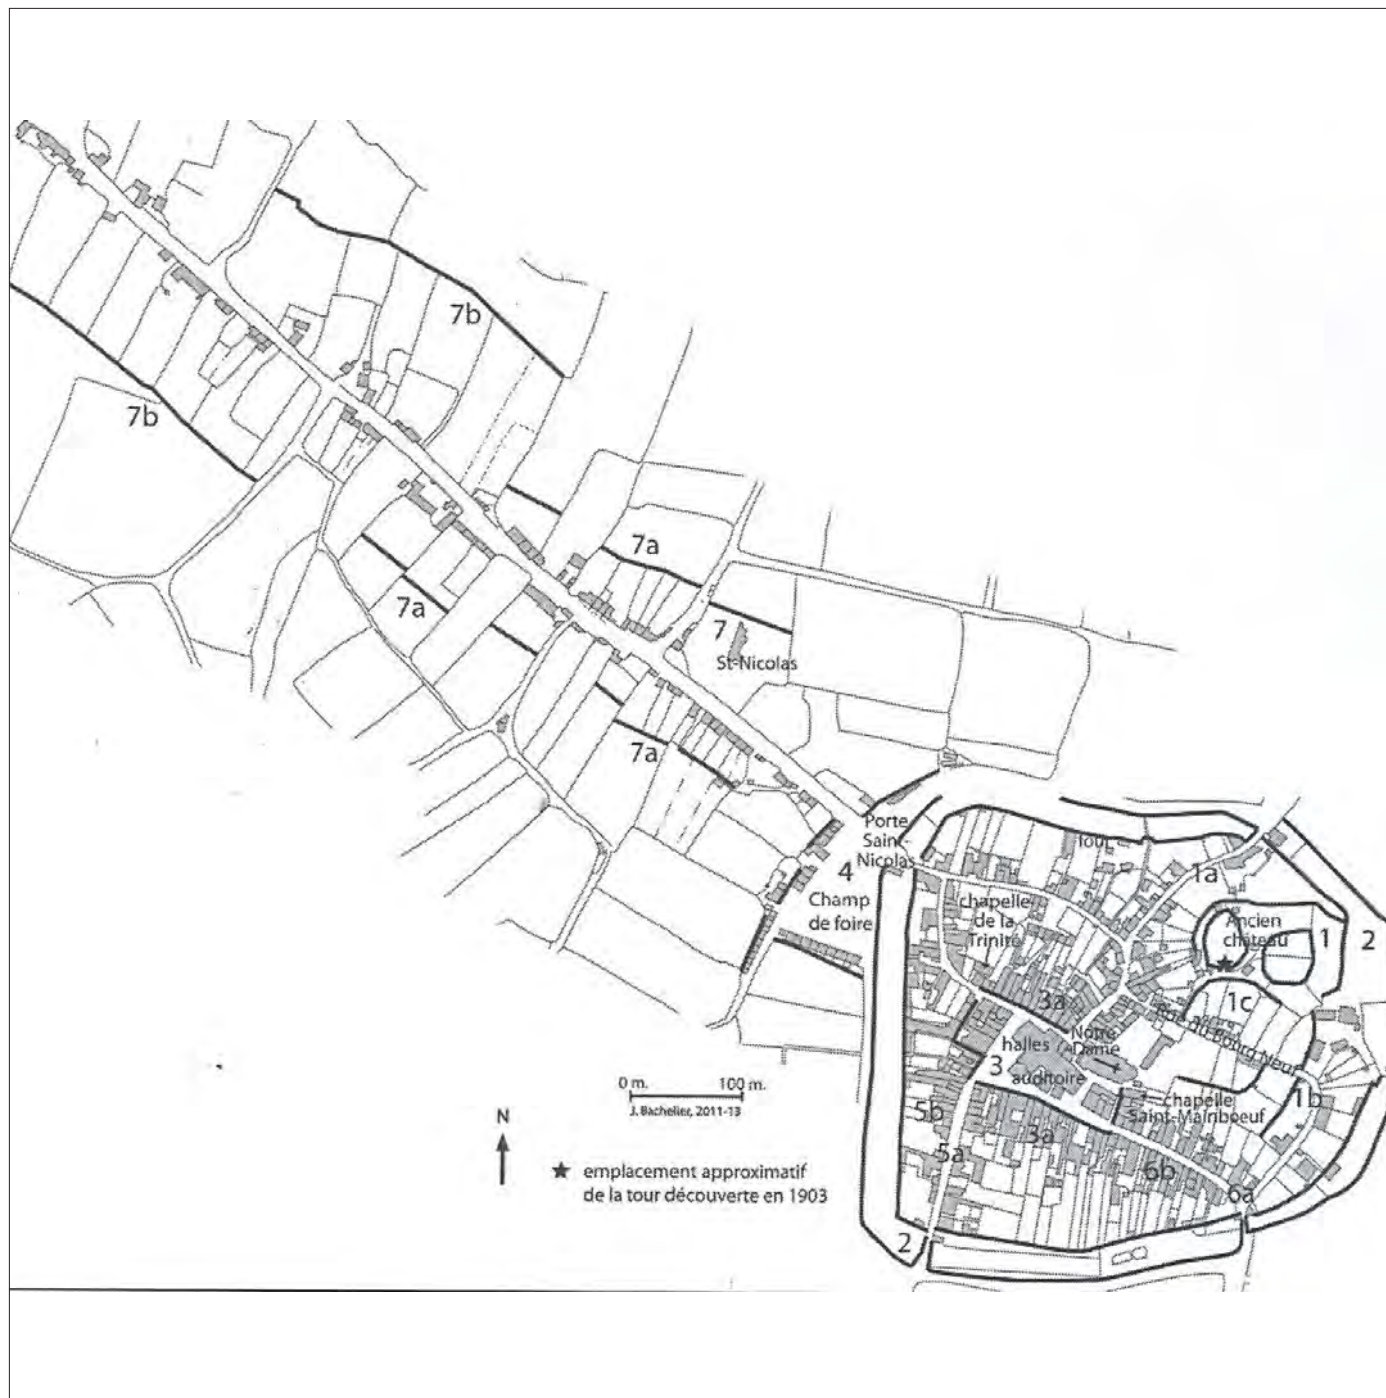 7b
7b
7a
7a
7
St-Nicolas
7a
Porte
Saint-
Nicolas
Tour
4
1a
Champ
de foire
chapelle
de la
Trinité
Ancien
château
1
2
3a
1c
Rue du Bourg Neuf
Notre
-Dame
halles
3
auditoire
0 m. 100 m.
J. Bachelier, 2011-13
chapelle
Saint-Mainboeuf
1b
5b
3a
5a
6b
6a
N
emplacement approximatif
de la tour découverte en 1903
2